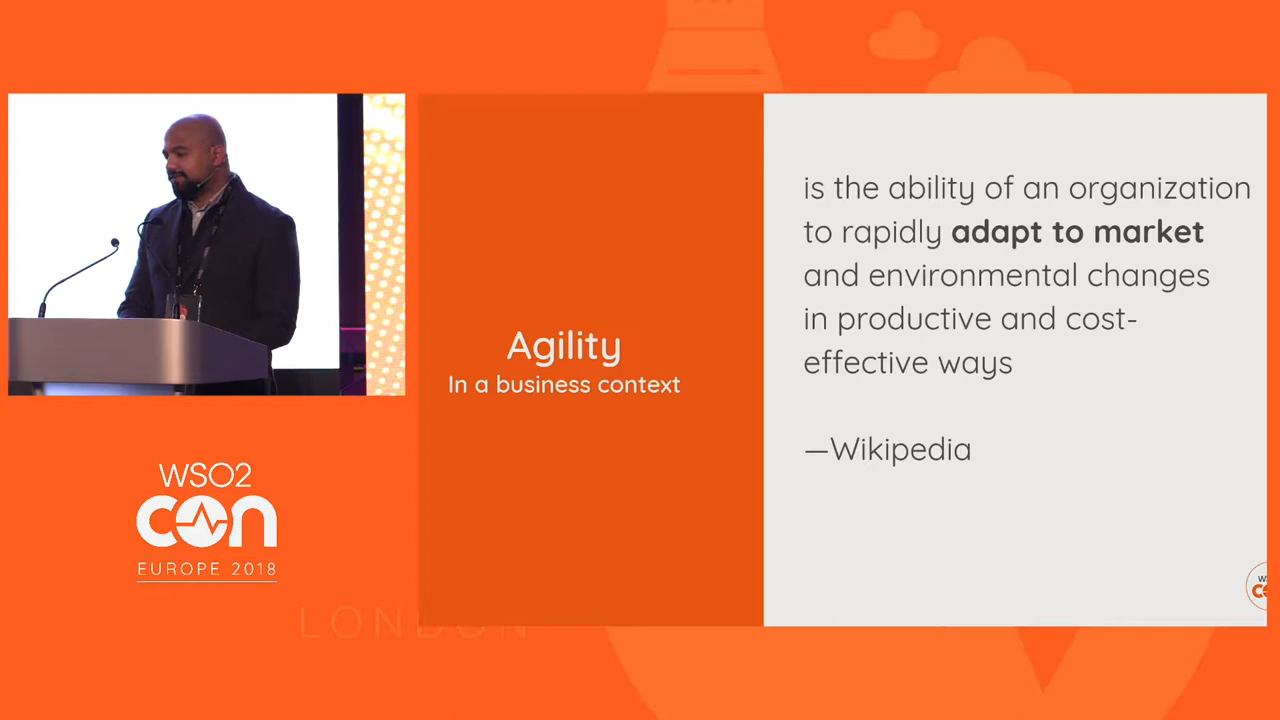 is the ability of an organization
to rapidly adapt to market
and environmental changes
in productive and cost-
effective ways
—Wikipedia
Agility
In a business context
WSO2
con
EUROPE 2018
LONDON